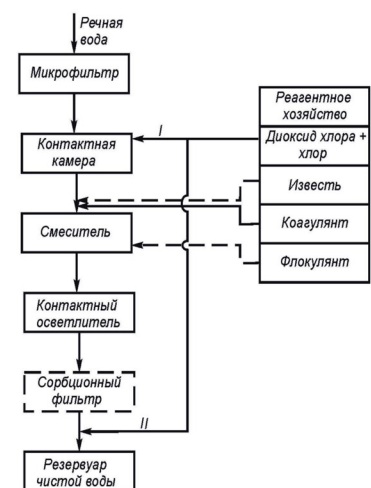 Речная
вода
Микрофильтр
Контактная
камера
Смеситель
Контактный
осветлитель
Сорбционный
фильтр
Резервуар
чистой воды
I
II
Реагентное
хозяйство
Диоксид хлора +
хлор
Известь
Коагулянт
Флокулянт